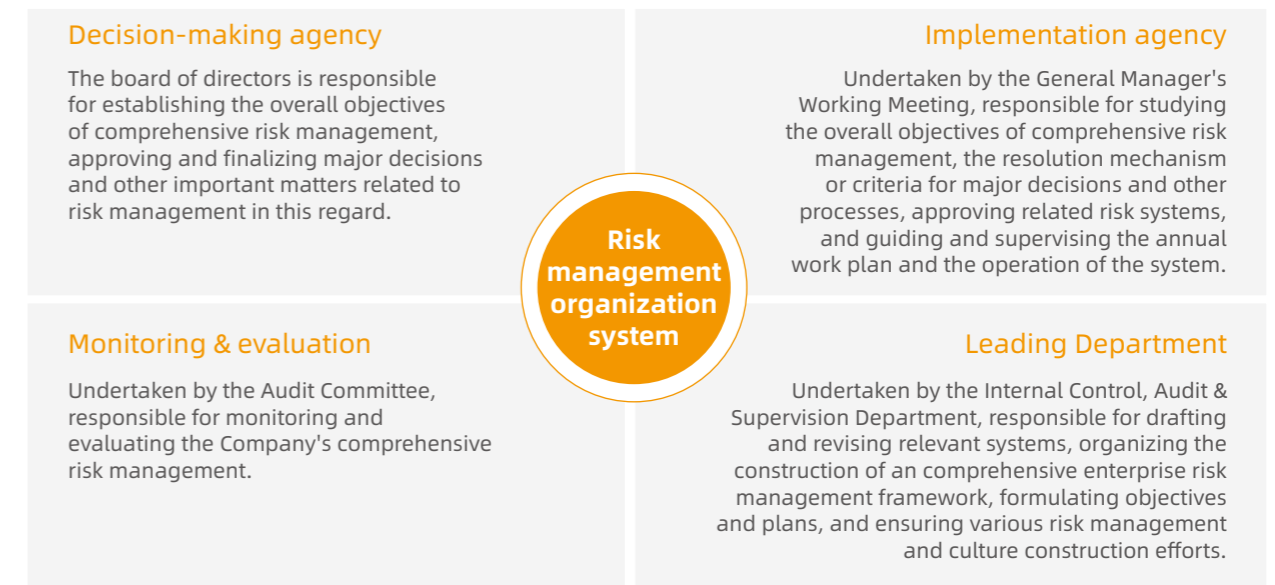 Decision-making agency
The board of directors is responsible
for establishing the overall objectives
of comprehensive risk management,
approving and finalizing major decisions
and other important matters related to
risk management in this regard.
Implementation agency
Undertaken by the General Manager's
Working Meeting, responsible for studying
the overall objectives of comprehensive risk
management, the resolution mechanism
or criteria for major decisions and other
processes, approving related risk systems,
and guiding and supervising the annual
work plan and the operation of the system.
Risk
management
organization
system
Monitoring & evaluation
Undertaken by the Audit Committee,
responsible for monitoring and
evaluating the Company's comprehensive
risk management.
Leading Department
Undertaken by the Internal Control, Audit &
Supervision Department, responsible for drafting
and revising relevant systems, organizing the
construction of an comprehensive enterprise risk
management framework, formulating objectives
and plans, and ensuring various risk management
and culture construction efforts.